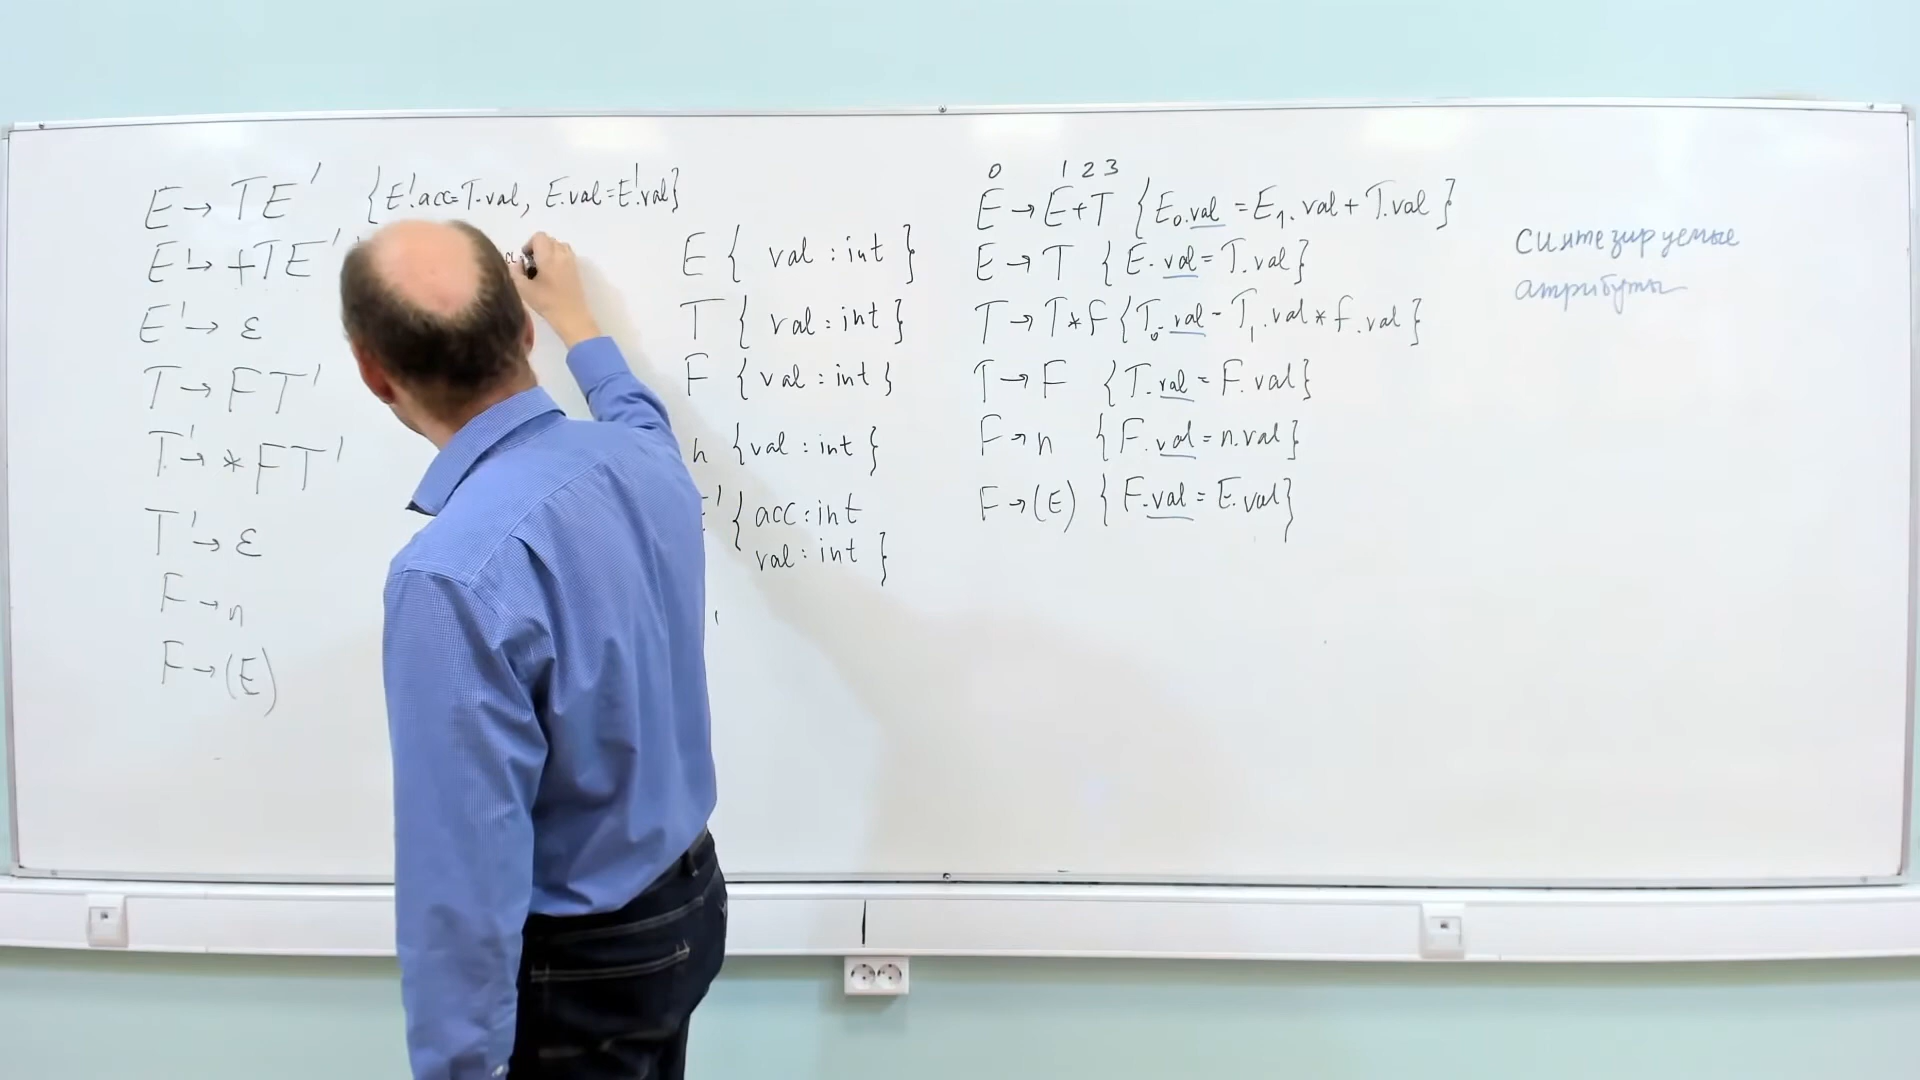 E → TE' {E'.acc=T.val, E.val=E'.val}
E' → +TE'
E' → ε
T → FT'
T' → *FT'
T' → ε
F → n
F → (E)
E { val : int }
T { val : int }
F { val : int }
n { val : int }
' { acc : int
val : int }
0 1 2 3
E → E+T {E₀.val = E₁.val + T.val}
E → T {E.val = T.val}
T → T*F {T₀.val = T₁.val * F.val}
T → F {T.val = F.val}
F → n {F.val = n.val}
F → (E) {F.val = E.val}
синтезируемые
атрибуты